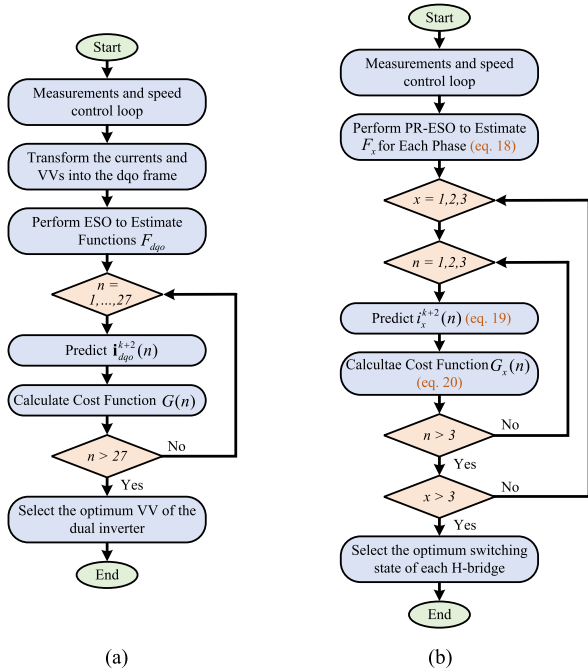 Start
Measurements and speed
control loop
Transform the currents and
VVs into the dqo frame
Perform ESO to Estimate
Functions F_{dqo}
n =
1,...,27
Predict i_{dqo}^{k+2}(n)
Calculate Cost Function G(n)
n > 27
No
Yes
Select the optimum VV of the
dual inverter
End
(a)
Start
Measurements and speed
control loop
Perform PR-ESO to Estimate
F_x for Each Phase (eq. 18)
x = 1,2,3
n = 1,2,3
Predict i_x^{k+2}(n) (eq. 19)
Calcultae Cost Function G_x(n)
(eq. 20)
n > 3
No
Yes
x > 3
No
Yes
Select the optimum switching
state of each H-bridge
End
(b)